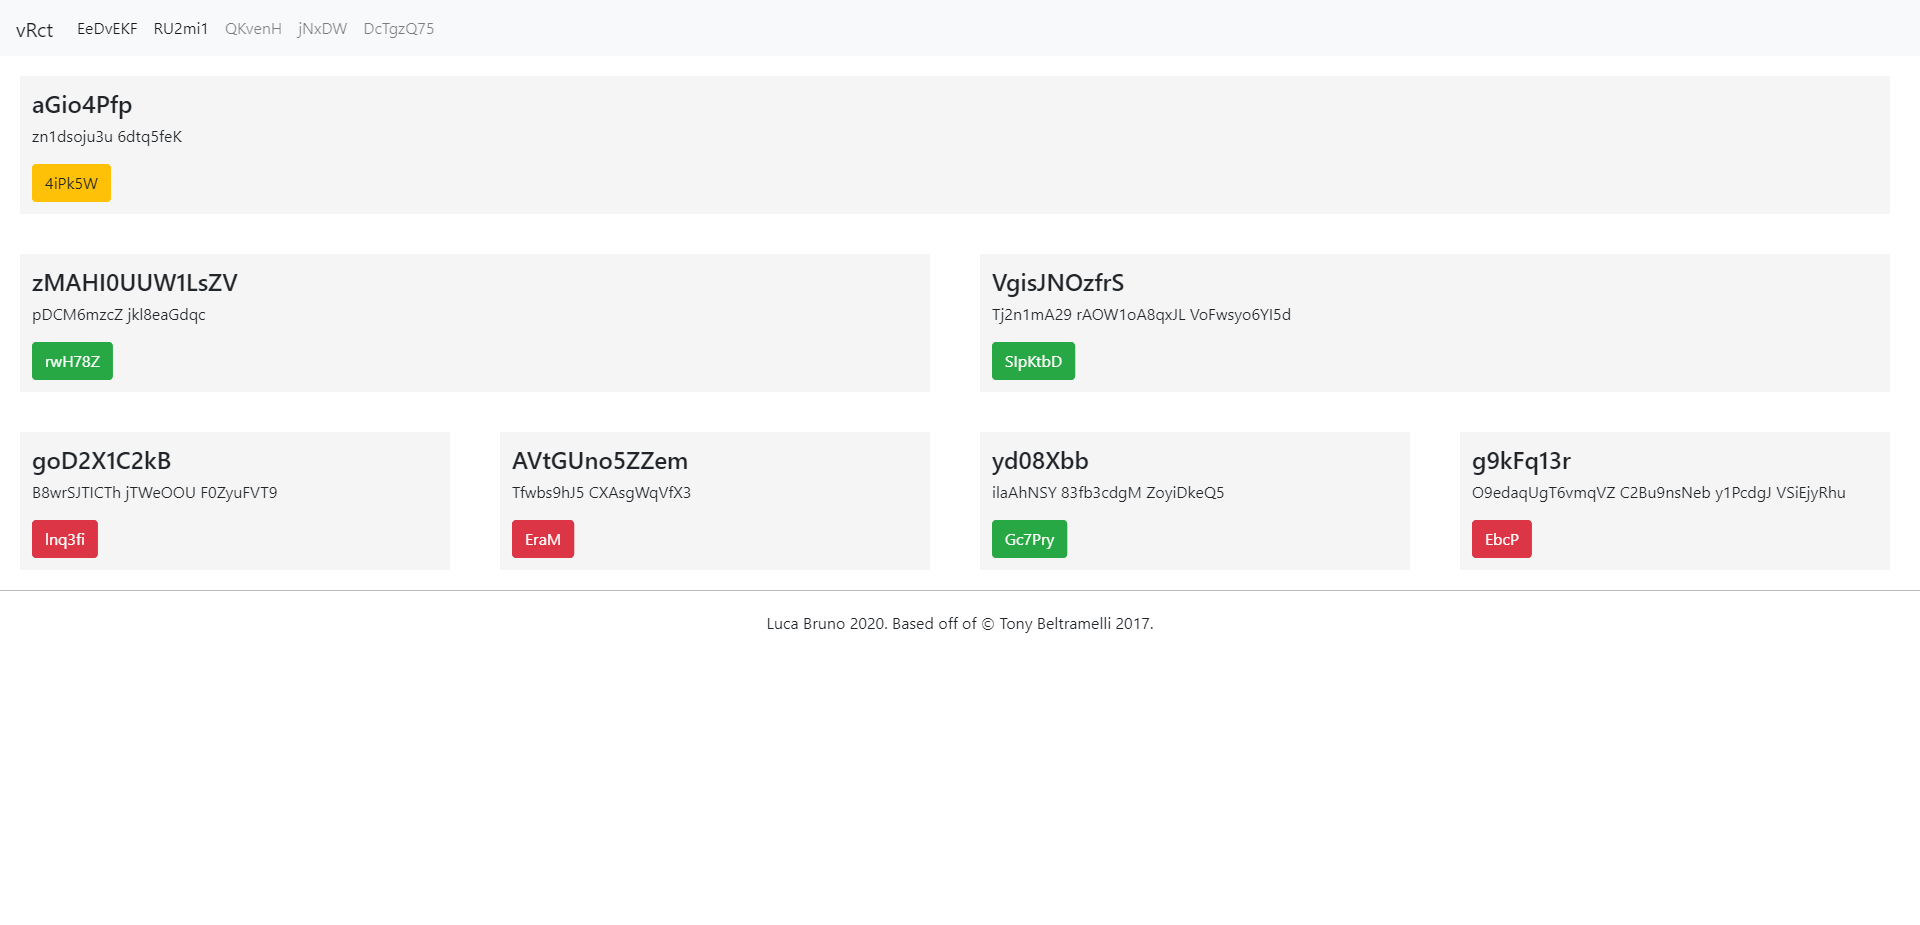 vRct EeDvEKF RU2mi1 QKvenH jNxDW DcTgzQ75
aGio4Pfp
zn1dsoju3u 6dtq5feK
4iPk5W
zMAHI0UUW1LsZV
pDCM6mzcZ jkl8eaGdqc
rwH78Z
VgisJNOzfrS
Tj2n1mA29 rAOW1oA8qxJL VoFwsyo6YI5d
SIpKtbD
goD2X1C2kB
B8wrSJTICTh jTWeOOU F0ZyuFVT9
lnq3fi
AVtGUno5ZZem
Tfwbs9hJ5 CXAsgWqVfX3
EraM
yd08Xbb
ilaAhNSY 83fb3cdgM ZoyiDkeQ5
Gc7Pry
g9kFq13r
O9edaqUgT6vmqVZ C2Bu9nsNeb y1PcdgJ VSiEjyRhu
EbcP
Luca Bruno 2020. Based off of © Tony Beltramelli 2017.